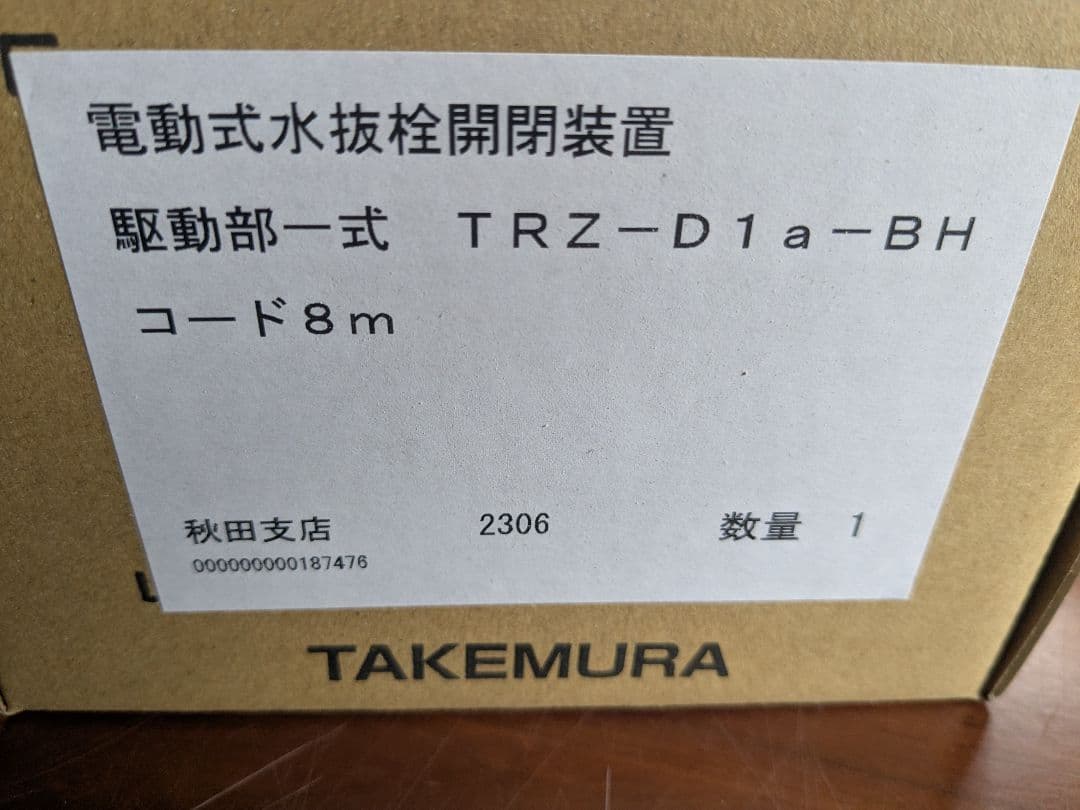 電動式水抜栓開閉装置
駆動部一式　ＴＲＺ－Ｄ１ａ－ＢＨ
コード８ｍ
秋田支店　2306　数量　1
000000000187476
TAKEMURA